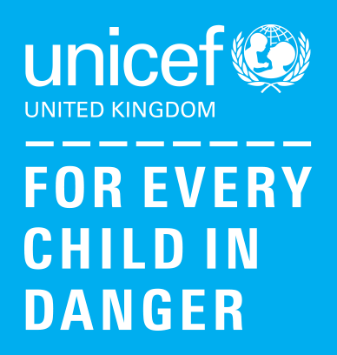 unicef
UNITED KINGDOM
FOR EVERY
CHILD IN
DANGER